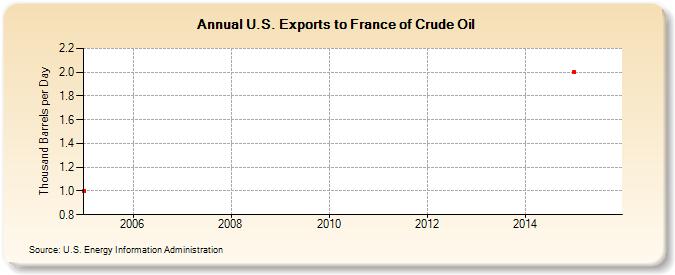 Annual U.S. Exports to France of Crude Oil
Thousand Barrels per Day
2.2
2.0
1.8
1.6
1.4
1.2
1.0
0.8
2006 2008 2010 2012 2014
Source: U.S. Energy Information Administration